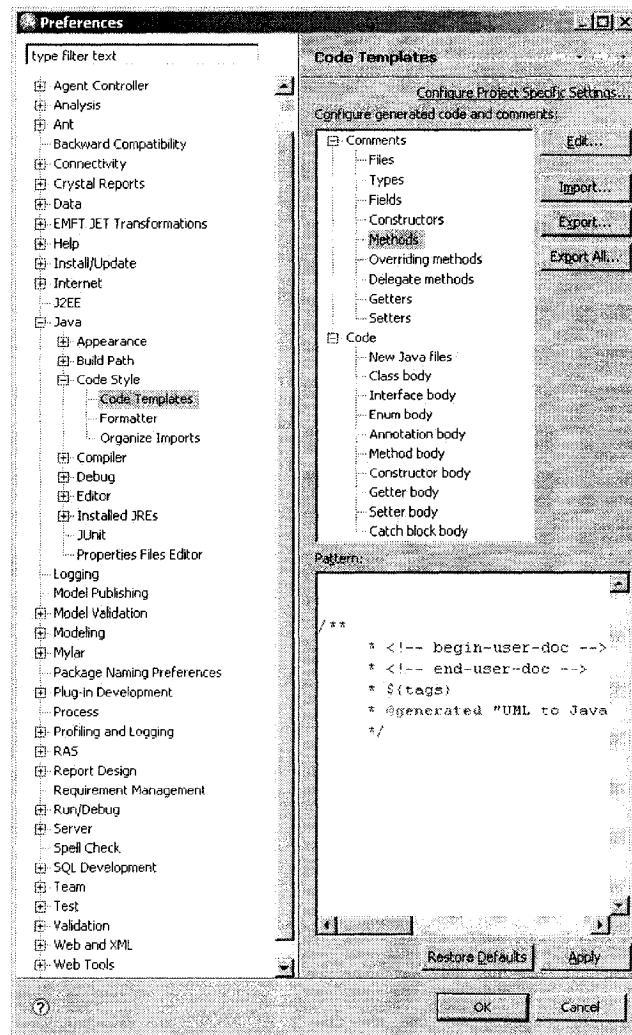 Preferences
type filter text
Agent Controller
Analysis
Ant
Backward Compatibility
Connectivity
Crystal Reports
Data
EMFT JET Transformations
Help
Install/Update
Internet
J2EE
Java
Appearance
Build Path
Code Style
Code Templates
Formatter
Organize Imports
Compiler
Debug
Editor
Installed JREs
JUnit
Properties Files Editor
Logging
Model Publishing
Model Validation
Modeling
Mylar
Package Naming Preferences
Plug-in Development
Process
Profiling and Logging
RAS
Report Design
Requirement Management
Run/Debug
Server
Spell Check
SQL Development
Team
Test
Validation
Web and XML
Web Tools
Code Templates
Configure Project Specific Settings...
Configure generated code and comments:
Comments
Files
Types
Fields
Constructors
Methods
Overriding methods
Delegate methods
Getters
Setters
Code
New Java files
Class body
Interface body
Enum body
Annotation body
Method body
Constructor body
Getter body
Setter body
Catch block body
Edit...
Import...
Export...
Export All...
Pattern:
/**
* <!-- begin-user-doc -->
* <!-- end-user-doc -->
* ${tags}
* @generated "UML to Java
*/
Restore Defaults
Apply
?
OK
Cancel